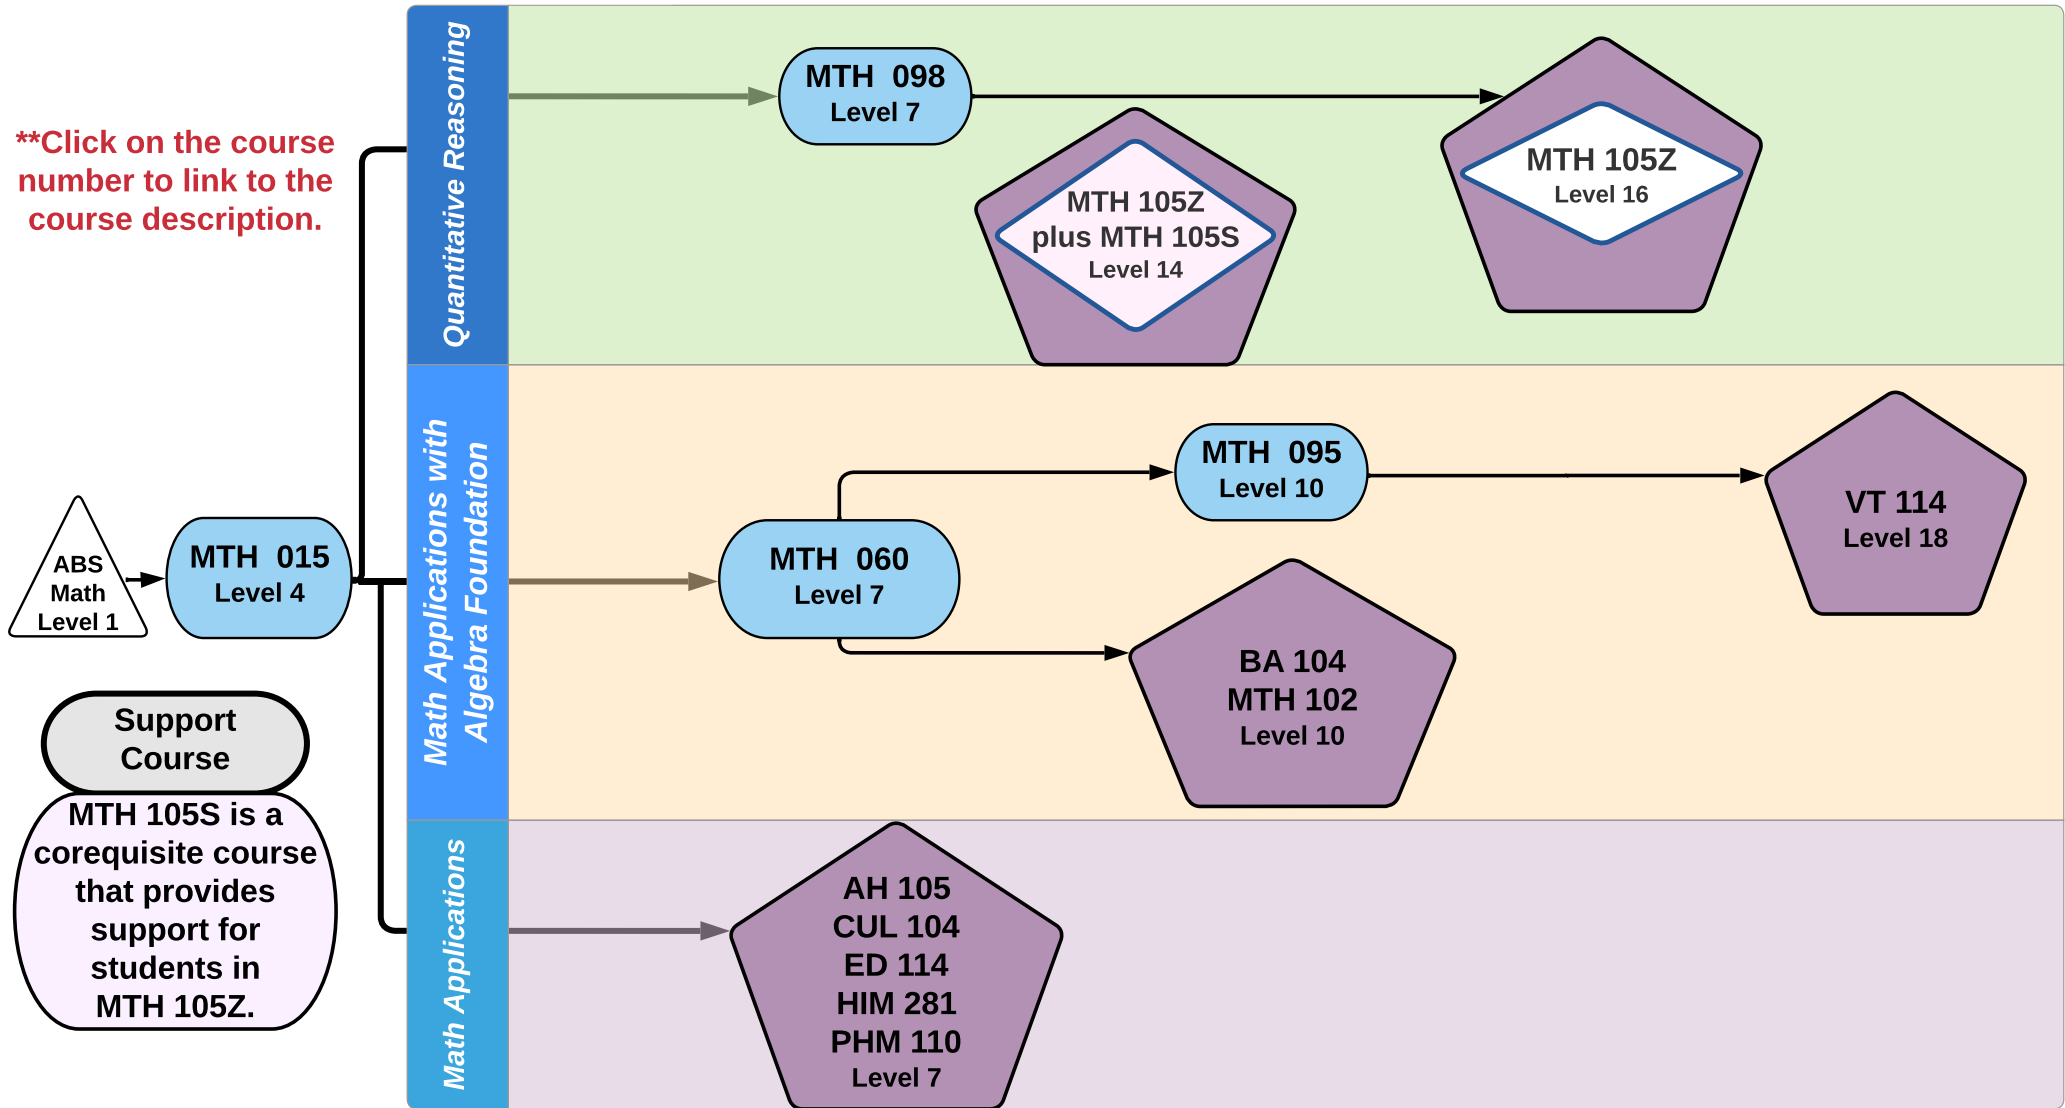 **Click on the course
number to link to the
course description.
ABS
Math
Level 1
MTH  015
Level 4
Support
Course
MTH 105S is a
corequisite course
that provides
support for
students in
MTH 105Z.
Quantitative Reasoning
MTH  098
Level 7
MTH 105Z
plus MTH 105S
Level 14
MTH 105Z
Level 16
Math Applications with
Algebra Foundation
MTH  060
Level 7
MTH  095
Level 10
VT 114
Level 18
BA 104
MTH 102
Level 10
Math Applications
AH 105
CUL 104
ED 114
HIM 281
PHM 110
Level 7